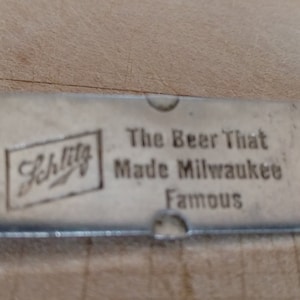 Schlitz
The Beer That
Made Milwaukee
Famous